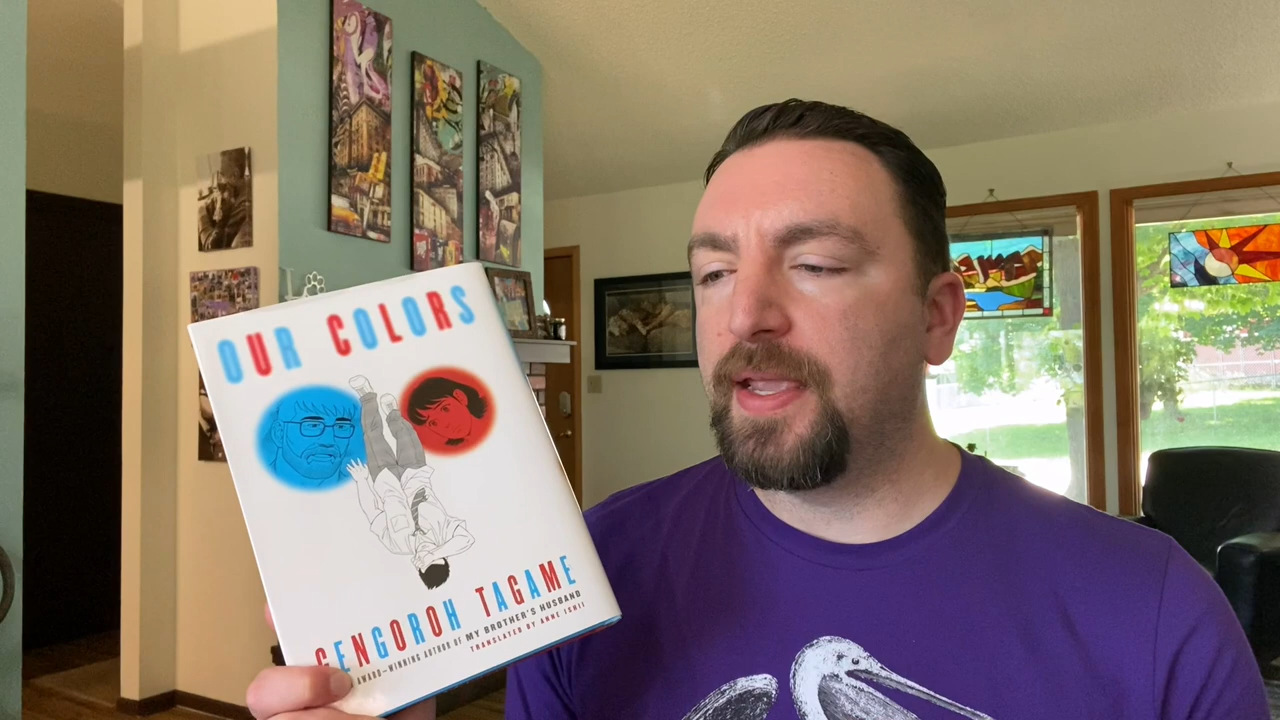 OUR COLORS
GENGOROH TAGAME
AWARD-WINNING AUTHOR OF MY BROTHER'S HUSBAND
TRANSLATED BY ANNE ISHII